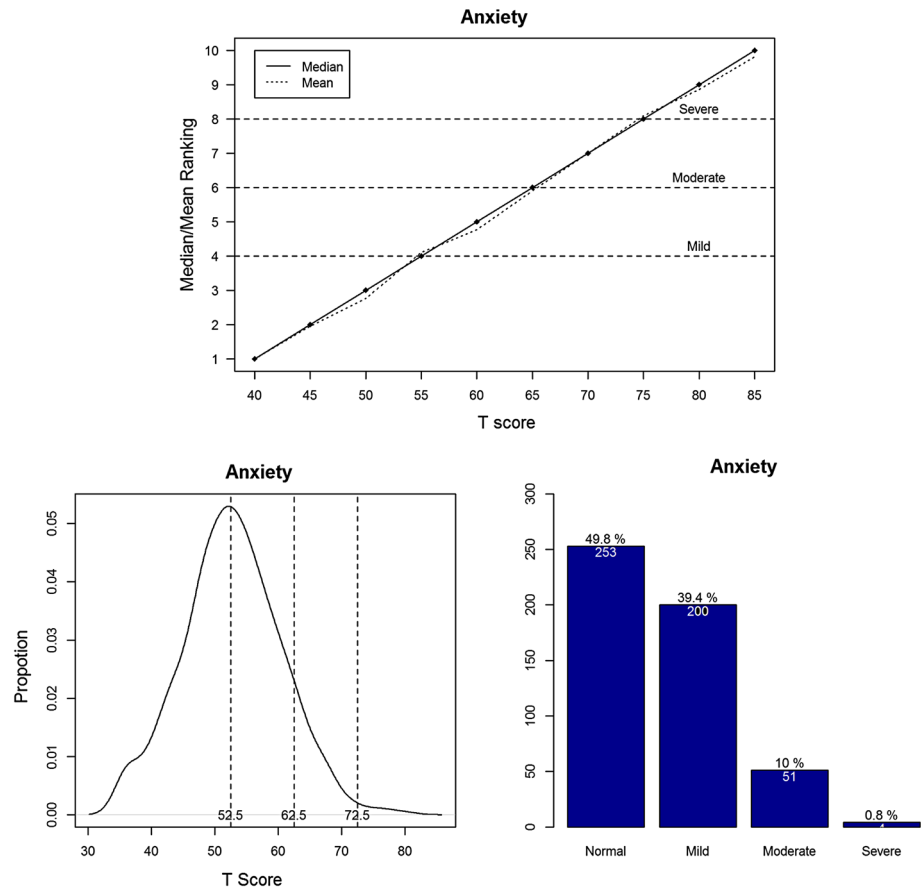 Anxiety
Median/Mean Ranking
10
9
8
7
6
5
4
3
2
1
Median
Mean
Severe
Moderate
Mild
40 45 50 55 60 65 70 75 80 85
T score
Anxiety
Propotion
0.05
0.04
0.03
0.02
0.01
0.00
52.5 62.5 72.5
30 40 50 60 70 80
T Score
Anxiety
300
250
200
150
100
50
0
49.8 %
253
39.4 %
200
10 %
51
0.8 %
4
Normal Mild Moderate Severe